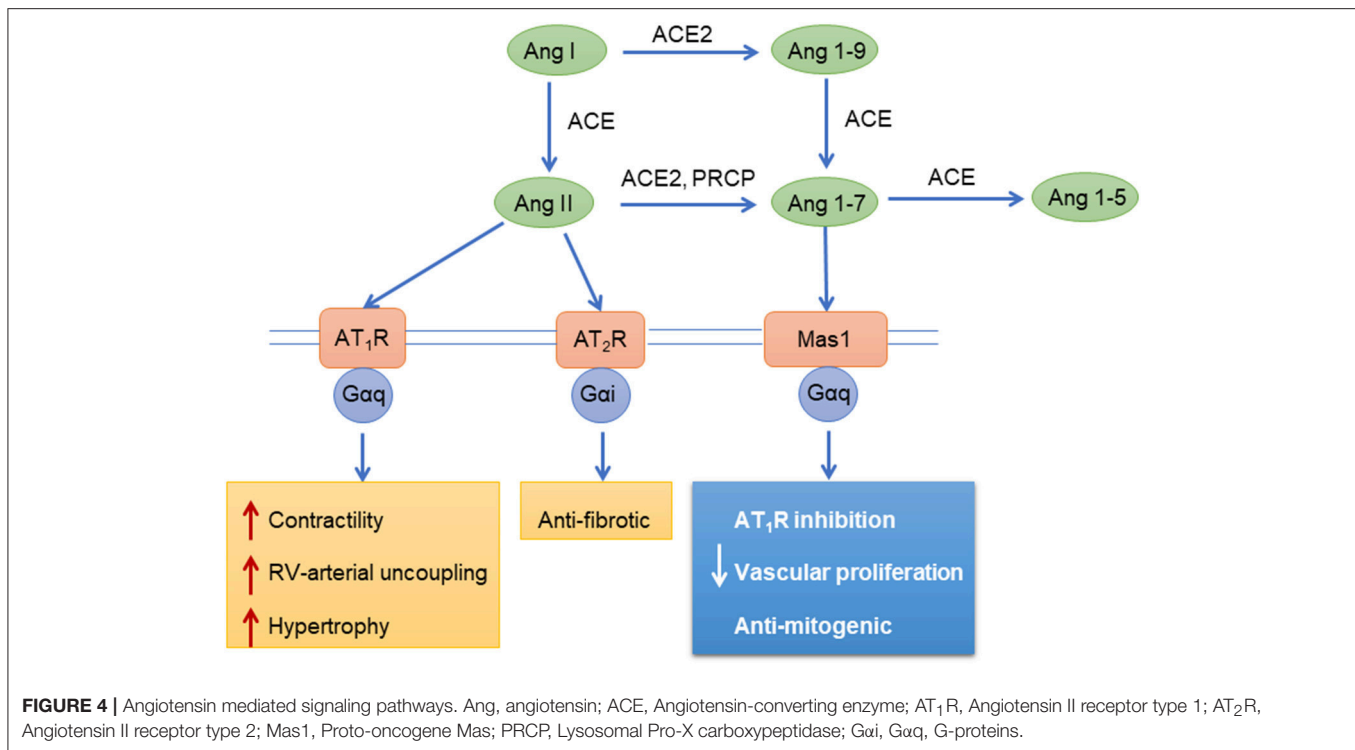 Ang I
ACE2
Ang 1-9
ACE
ACE
Ang II
ACE2, PRCP
Ang 1-7
ACE
Ang 1-5
AT₁R
AT₂R
Mas1
Gαq
Gαi
Gαq
Contractility
RV-arterial uncoupling
Hypertrophy
Anti-fibrotic
AT₁R inhibition
Vascular proliferation
Anti-mitogenic
FIGURE 4 | Angiotensin mediated signaling pathways. Ang, angiotensin; ACE, Angiotensin-converting enzyme; AT₁R, Angiotensin II receptor type 1; AT₂R,
Angiotensin II receptor type 2; Mas1, Proto-oncogene Mas; PRCP, Lysosomal Pro-X carboxypeptidase; Gαi, Gαq, G-proteins.